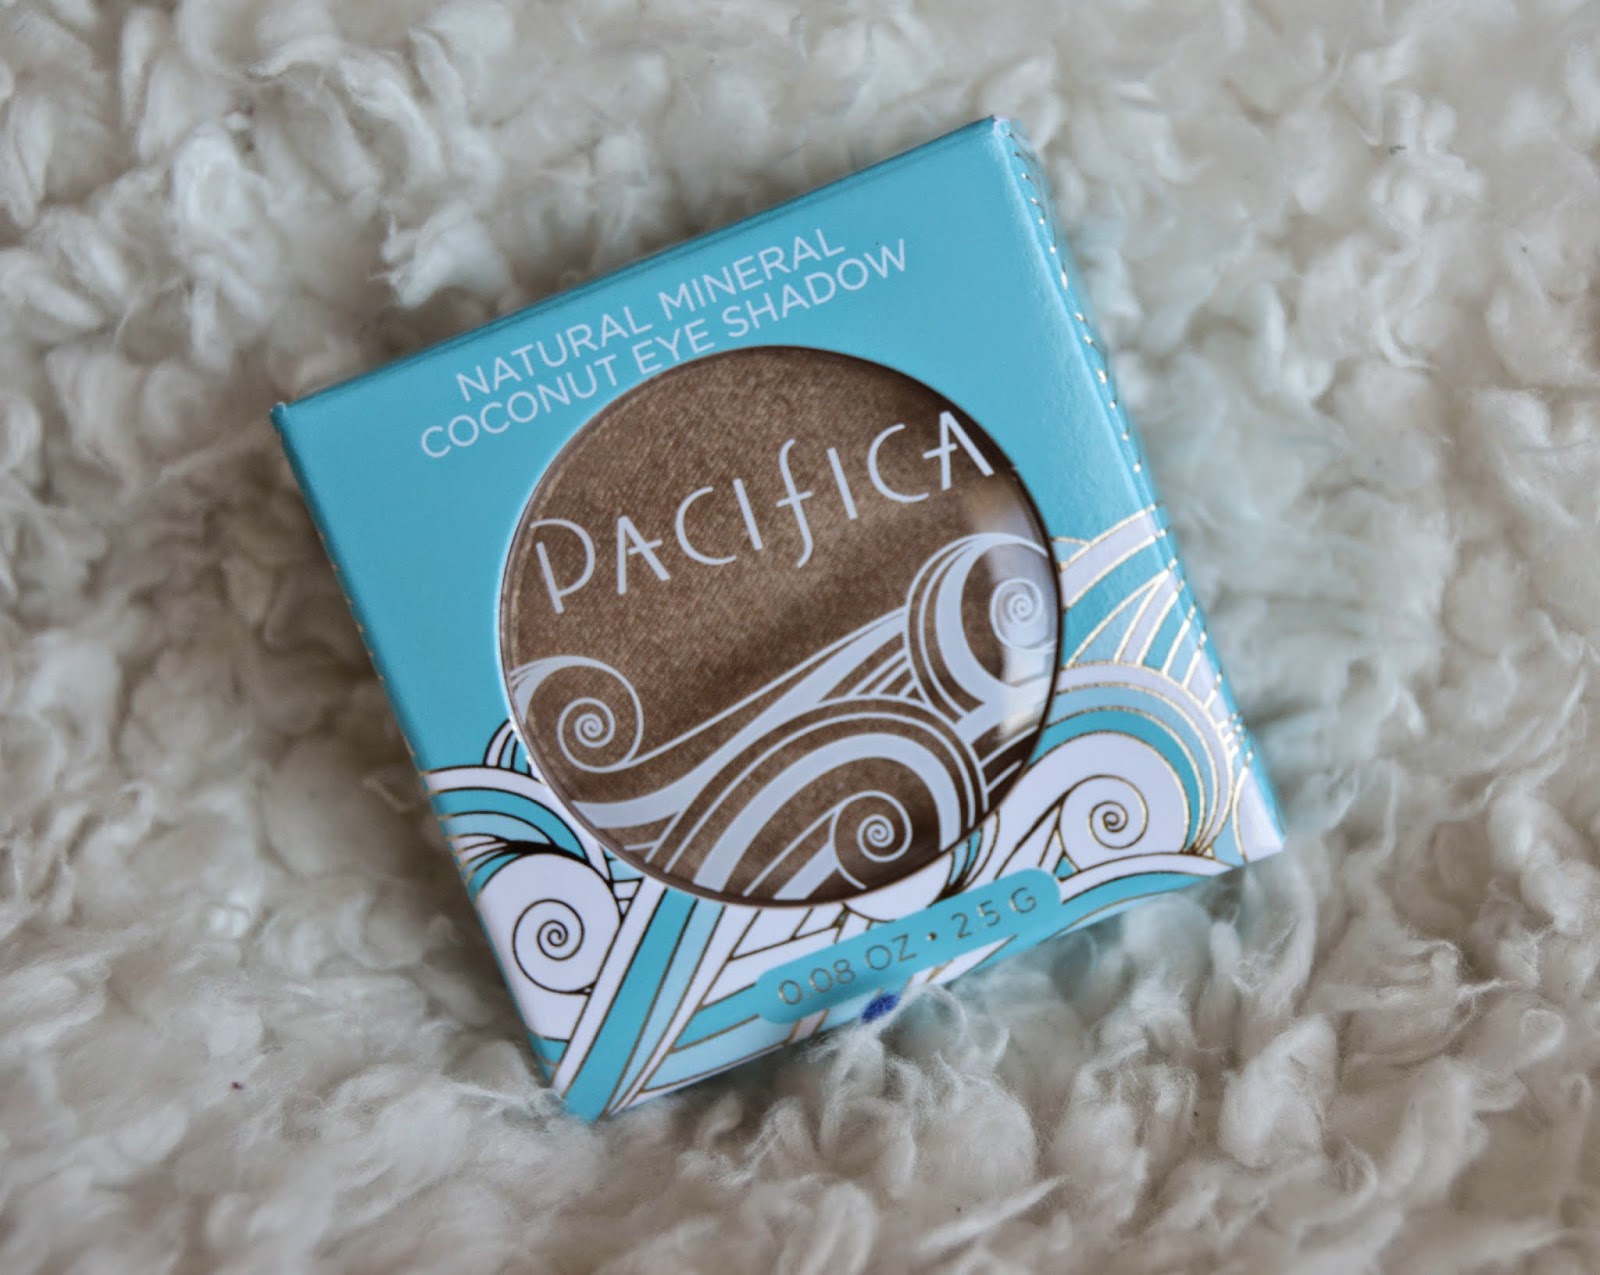 NATURAL MINERAL
COCONUT EYE SHADOW
PACIFICA
0.08 OZ • 2.5 G